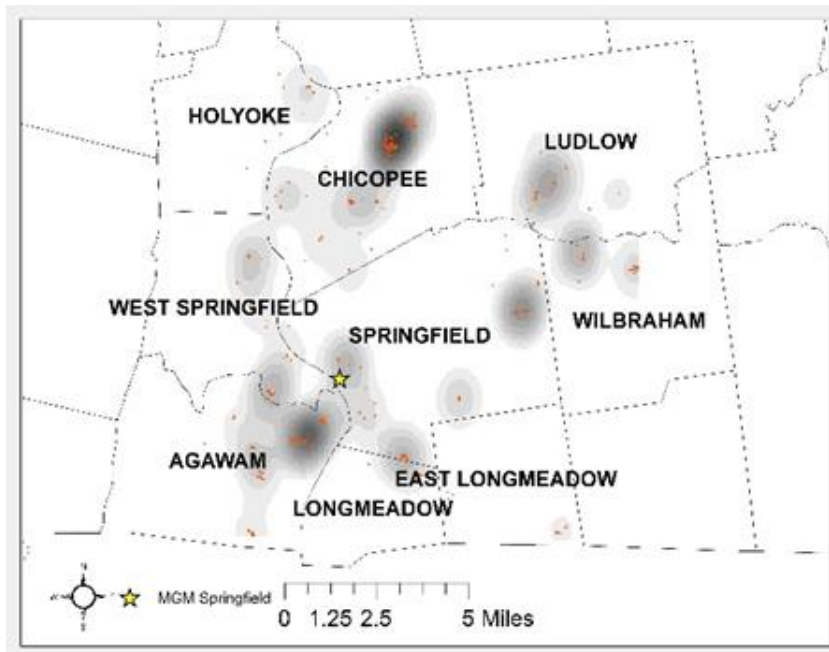 HOLYOKE
LUDLOW
CHICOPEE
WEST SPRINGFIELD
SPRINGFIELD
WILBRAHAM
AGAWAM
EAST LONGMEADOW
LONGMEADOW
MGM Springfield
0 1.25 2.5 5 Miles